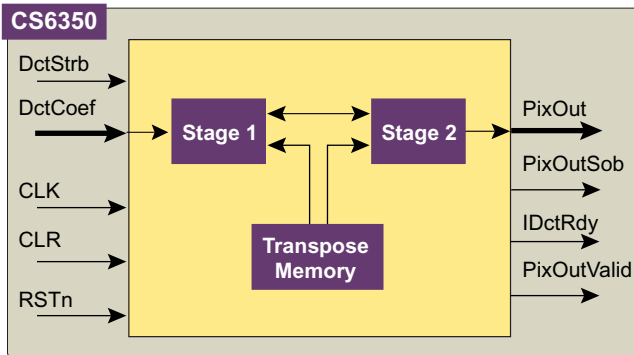 CS6350
DctStrb
DctCoef
CLK
CLR
RSTn
Stage 1
Stage 2
Transpose
Memory
PixOut
PixOutSob
IDctRdy
PixOutValid